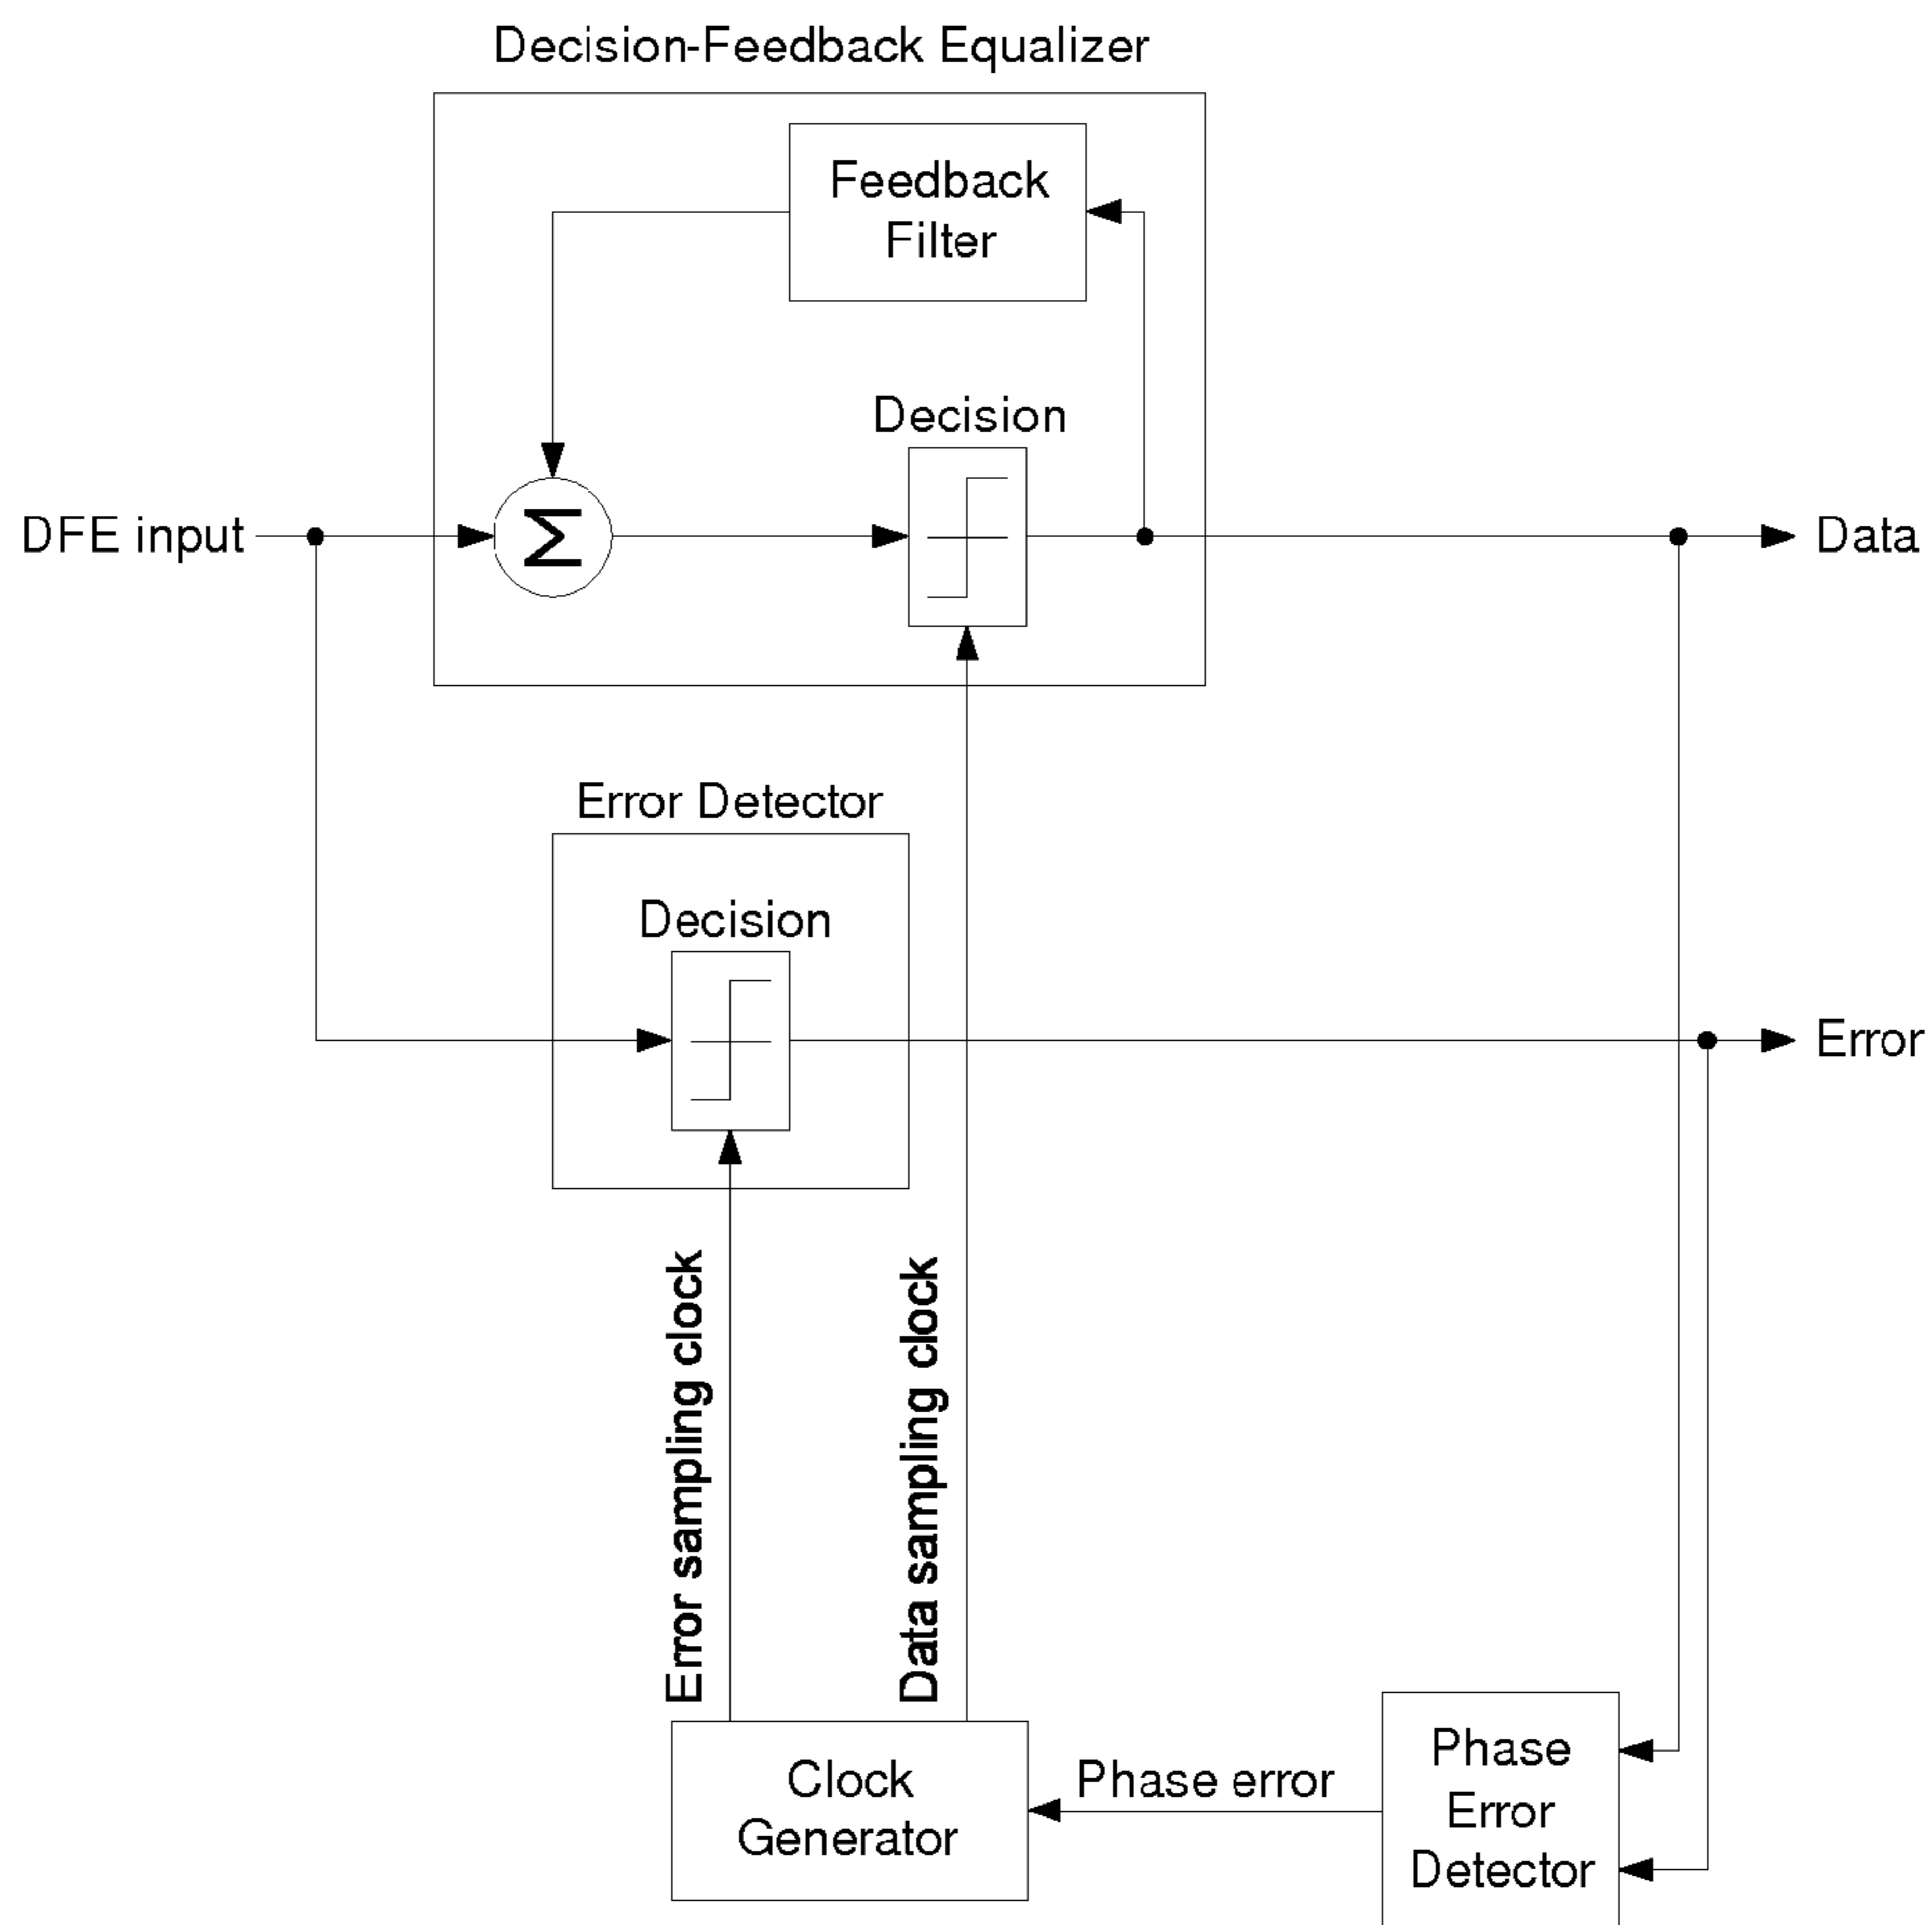 Decision-Feedback Equalizer
Feedback
Filter
Decision
DFE input
Σ
Data
Error Detector
Decision
Error
Error sampling clock
Data sampling clock
Clock
Generator
Phase error
Phase
Error
Detector